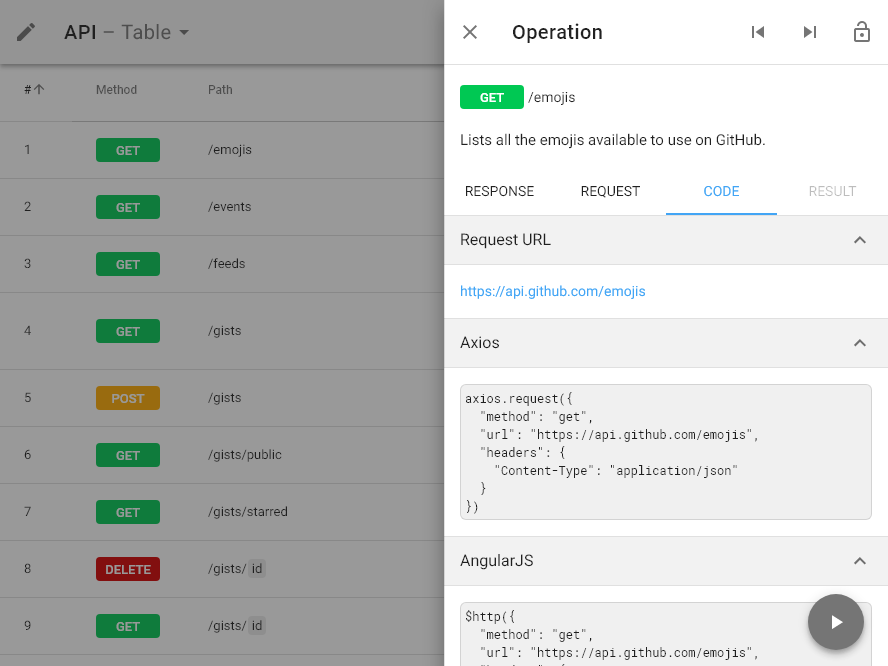 API – Table
# Method Path
1 GET /emojis
2 GET /events
3 GET /feeds
4 GET /gists
5 POST /gists
6 GET /gists/public
7 GET /gists/starred
8 DELETE /gists/ id
9 GET /gists/ id
Operation
GET /emojis
Lists all the emojis available to use on GitHub.
RESPONSE REQUEST CODE RESULT
Request URL
https://api.github.com/emojis
Axios
axios.request({
  "method": "get",
  "url": "https://api.github.com/emojis",
  "headers": {
    "Content-Type": "application/json"
  }
})
AngularJS
$http({
  "method": "get",
  "url": "https://api.github.com/emojis",